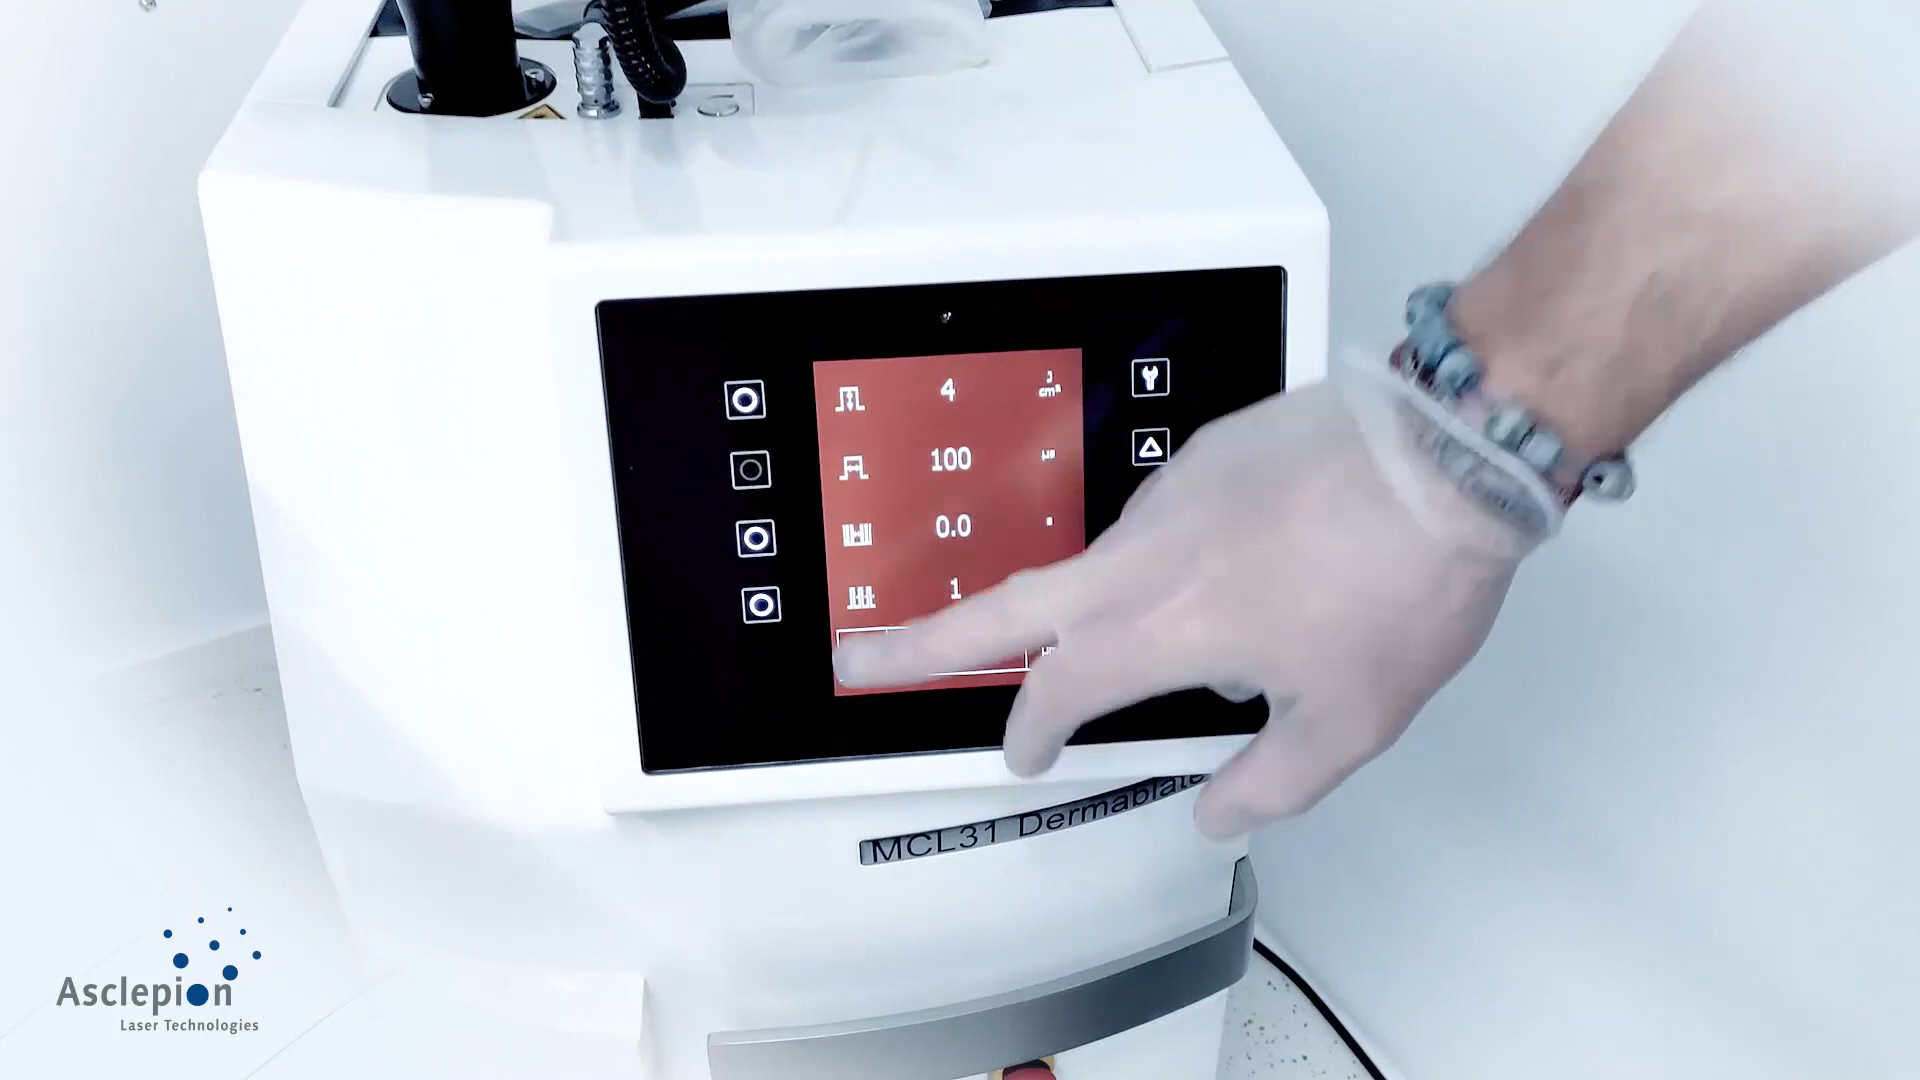 4 J/cm²
100 µs
0.0 s
1
MCL31 Dermablate
Asclepion
Laser Technologies